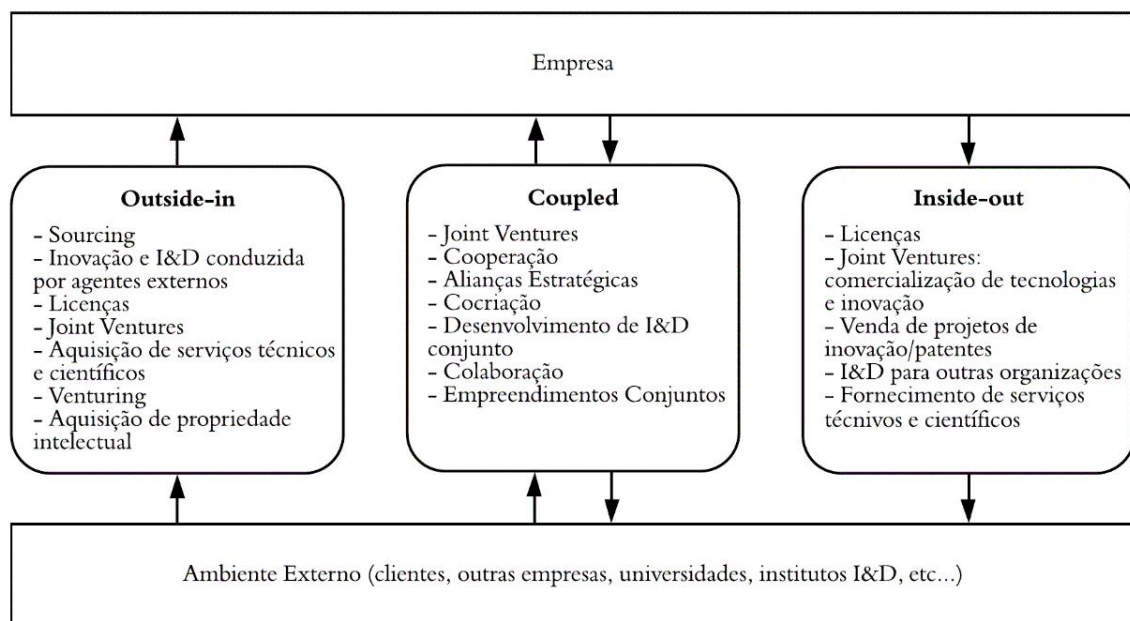 Empresa
Outside-in
- Sourcing
- Inovação e I&D conduzida
por agentes externos
- Licenças
- Joint Ventures
- Aquisição de serviços técnicos
e científicos
- Venturing
- Aquisição de propriedade
intelectual
Coupled
- Joint Ventures
- Cooperação
- Alianças Estratégicas
- Cocriação
- Desenvolvimento de I&D
conjunto
- Colaboração
- Empreendimentos Conjuntos
Inside-out
- Licenças
- Joint Ventures:
comercialização de tecnologias
e inovação
- Venda de projetos de
inovação/patentes
- I&D para outras organizações
- Fornecimento de serviços
técnivos e científicos
Ambiente Externo (clientes, outras empresas, universidades, institutos I&D, etc...)